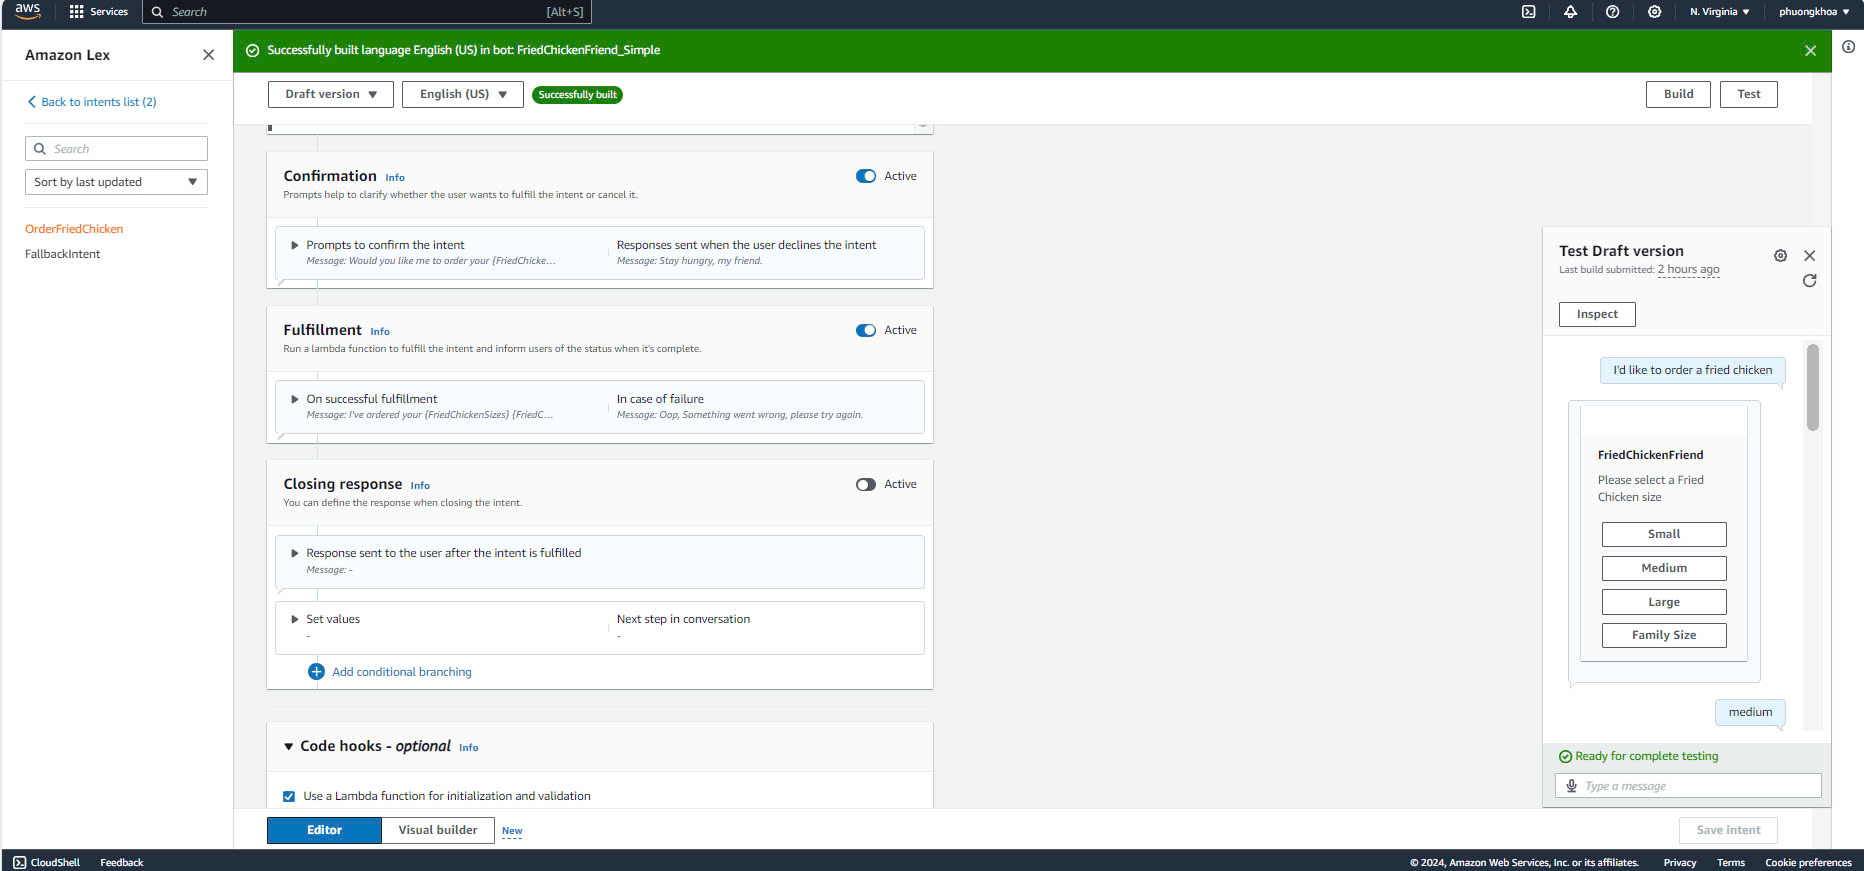 aws
Services
Search
[Alt+S]
N. Virginia
phuongkhoa
Amazon Lex
Successfully built language English (US) in bot: FriedChickenFriend_Simple
Back to intents list (2)
Draft version
English (US)
Successfully built
Build
Test
Search
Sort by last updated
OrderFriedChicken
FallbackIntent
Confirmation Info
Active
Prompts help to clarify whether the user wants to fulfill the intent or cancel it.
Prompts to confirm the intent
Message: Would you like me to order your {FriedChicke...
Responses sent when the user declines the intent
Message: Stay hungry, my friend.
Fulfillment Info
Active
Run a lambda function to fulfill the intent and inform users of the status when it's complete.
On successful fulfillment
Message: I've ordered your {FriedChickenSizes} {FriedC...
In case of failure
Message: Oop, Something went wrong, please try again.
Closing response Info
Active
You can define the response when closing the intent.
Response sent to the user after the intent is fulfilled
Message: -
Set values
-
Next step in conversation
-
Add conditional branching
Code hooks - optional Info
Use a Lambda function for initialization and validation
Editor
Visual builder
New
Save intent
Test Draft version
Last build submitted: 2 hours ago
Inspect
I'd like to order a fried chicken
FriedChickenFriend
Please select a Fried
Chicken size
Small
Medium
Large
Family Size
medium
Ready for complete testing
Type a message
CloudShell
Feedback
© 2024, Amazon Web Services, Inc. or its affiliates.
Privacy
Terms
Cookie preferences